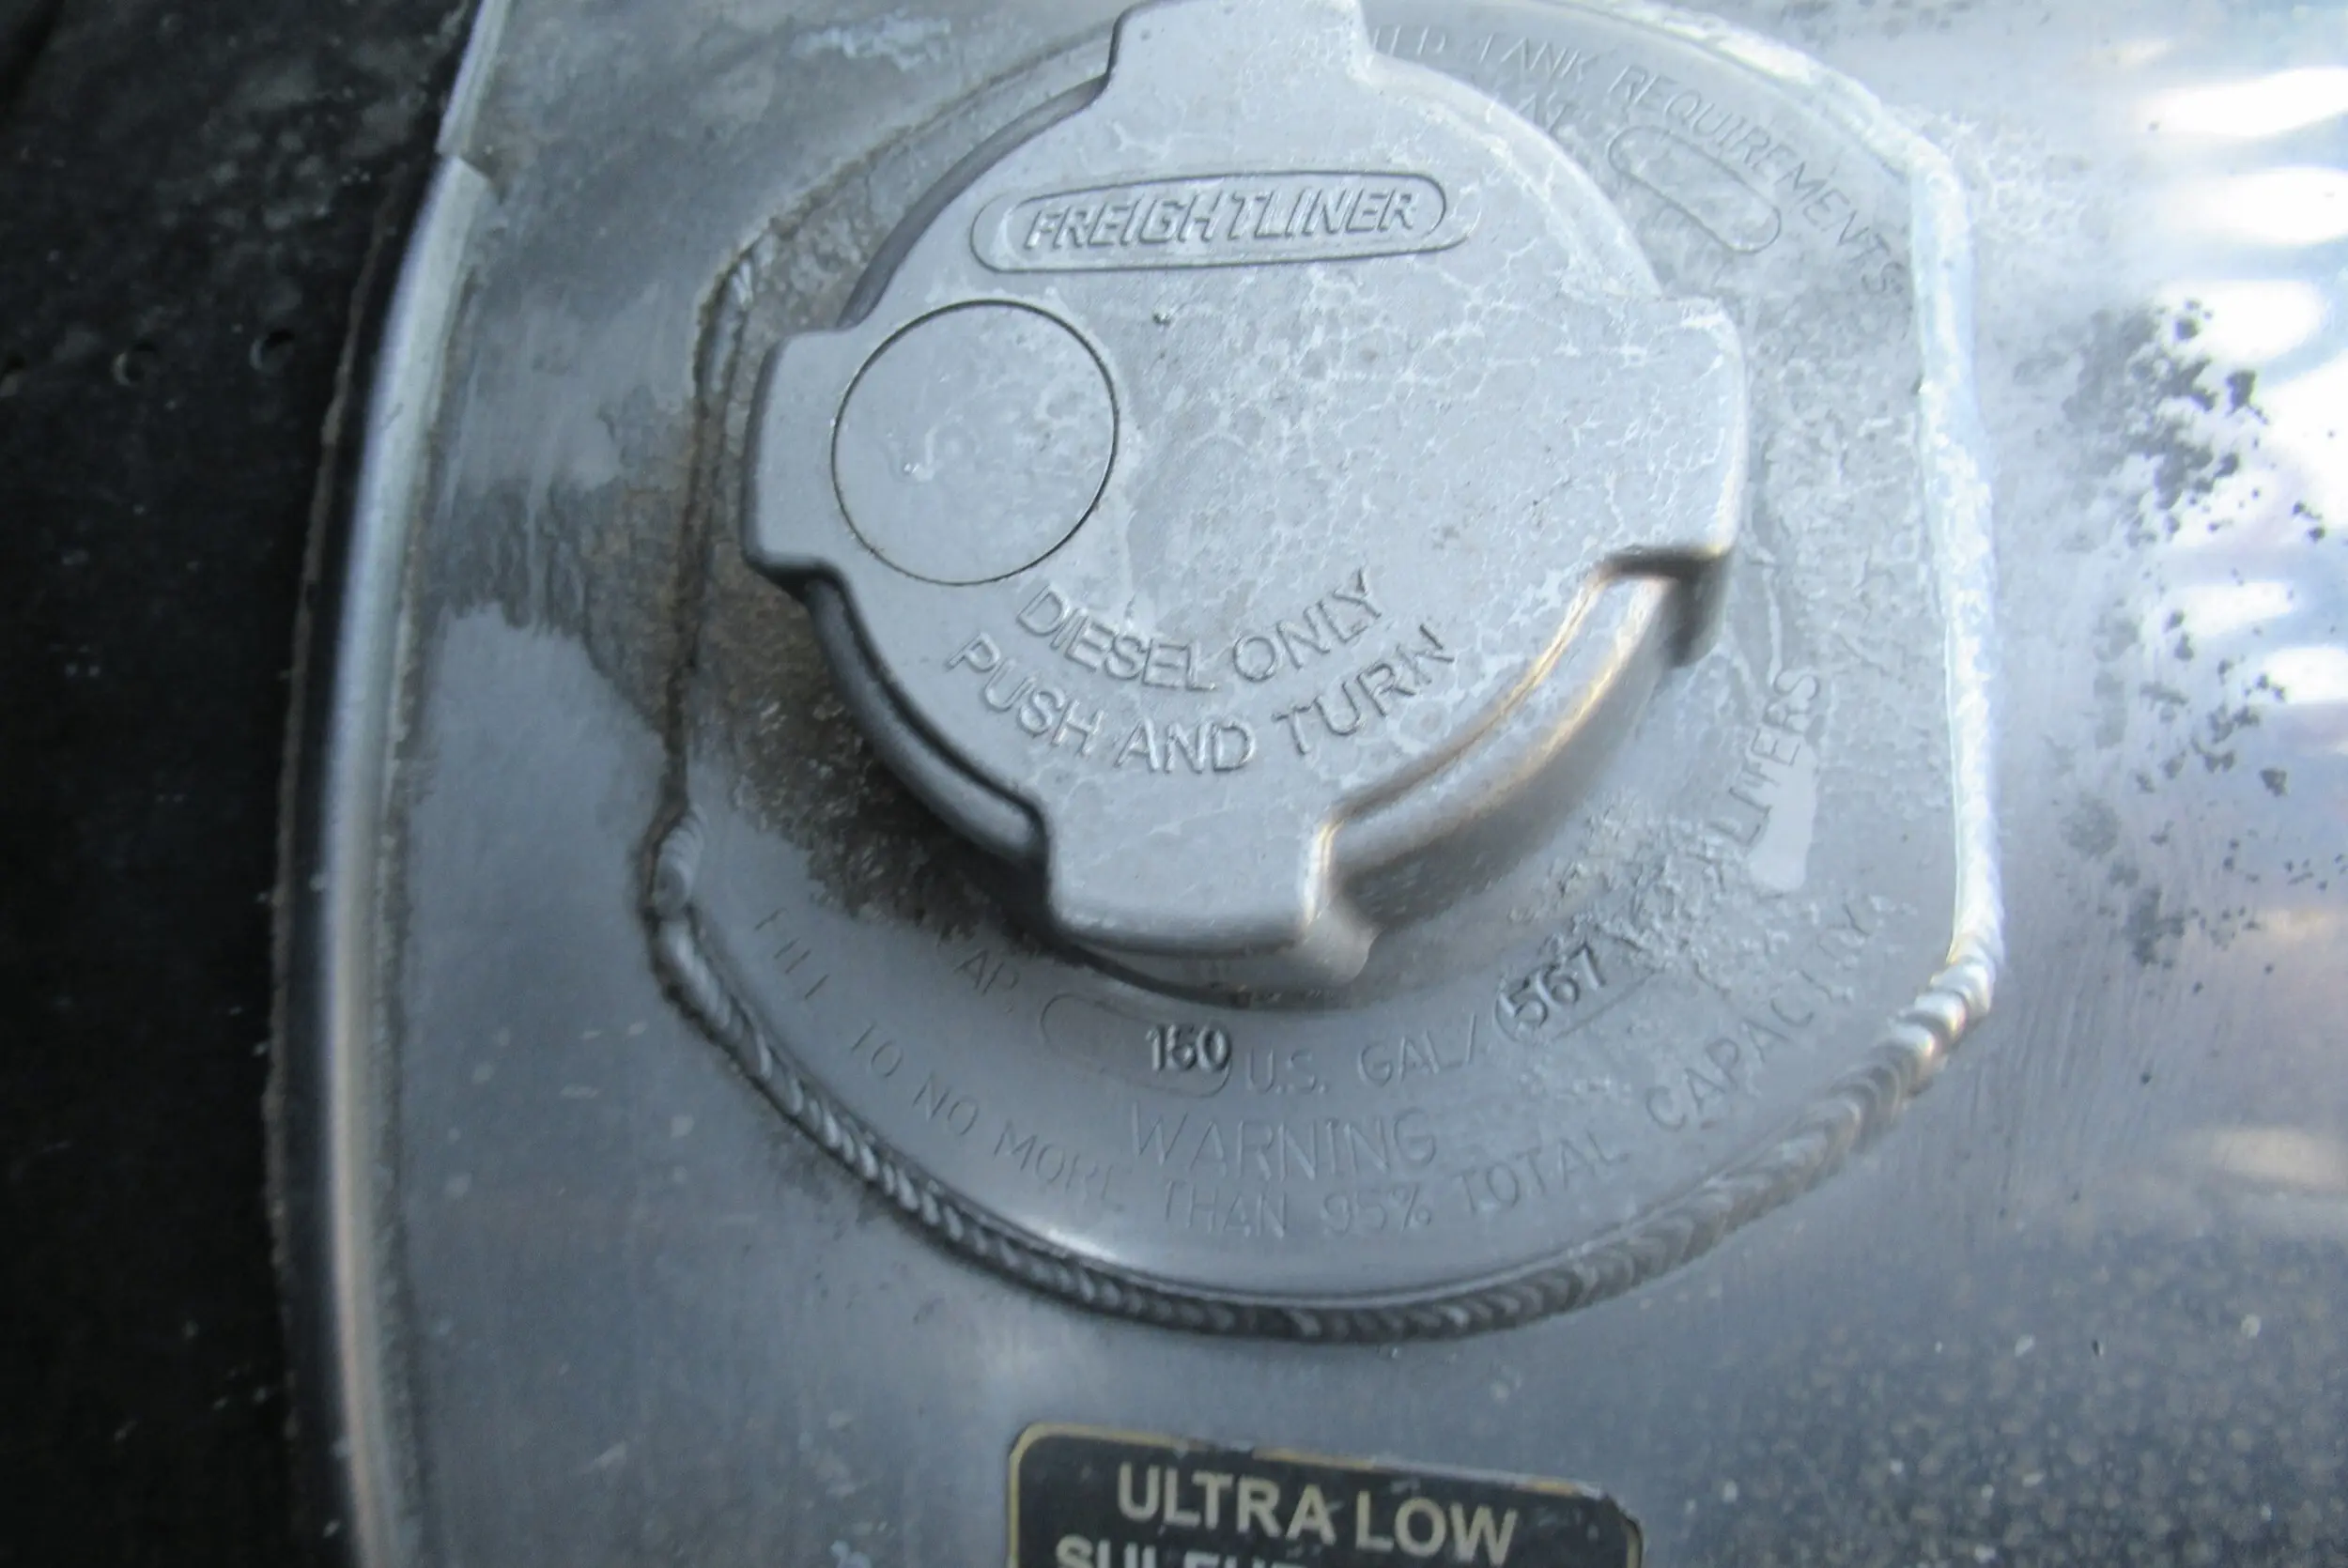 TANK REQUIREMENTS
FREIGHTLINER
DIESEL ONLY
PUSH AND TURN
150 U.S. GAL/ 567 LITERS
WARNING
FILL TO NO MORE THAN 95% TOTAL CAPACITY
ULTRA LOW